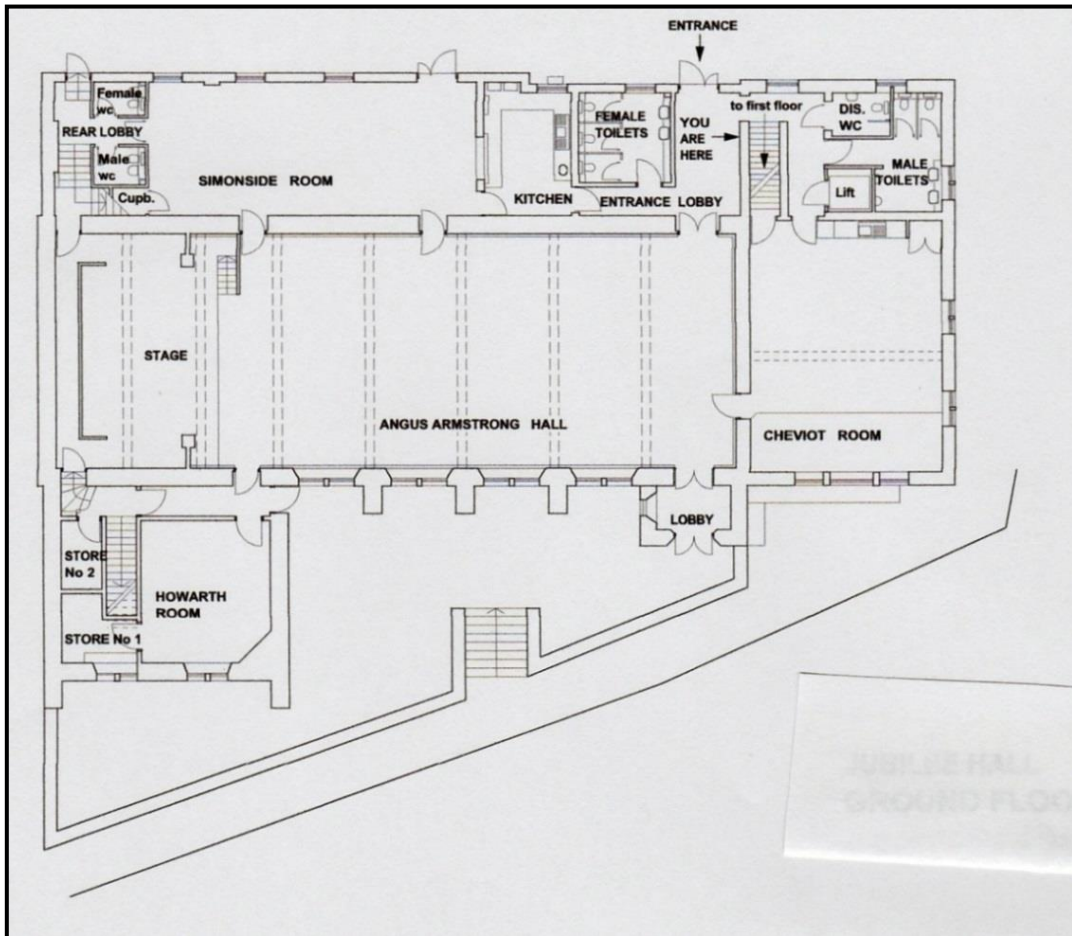 ENTRANCE
Female
wc
REAR LOBBY
Male
wc
Cupb.
SIMONSIDE ROOM
KITCHEN
FEMALE
TOILETS
YOU
ARE
HERE
ENTRANCE LOBBY
to first floor
DIS.
WC
MALE
TOILETS
Lift
STAGE
ANGUS ARMSTRONG HALL
CHEVIOT ROOM
LOBBY
STORE
No 2
HOWARTH
ROOM
STORE No 1
JUBILEE HALL
GROUND FLOO